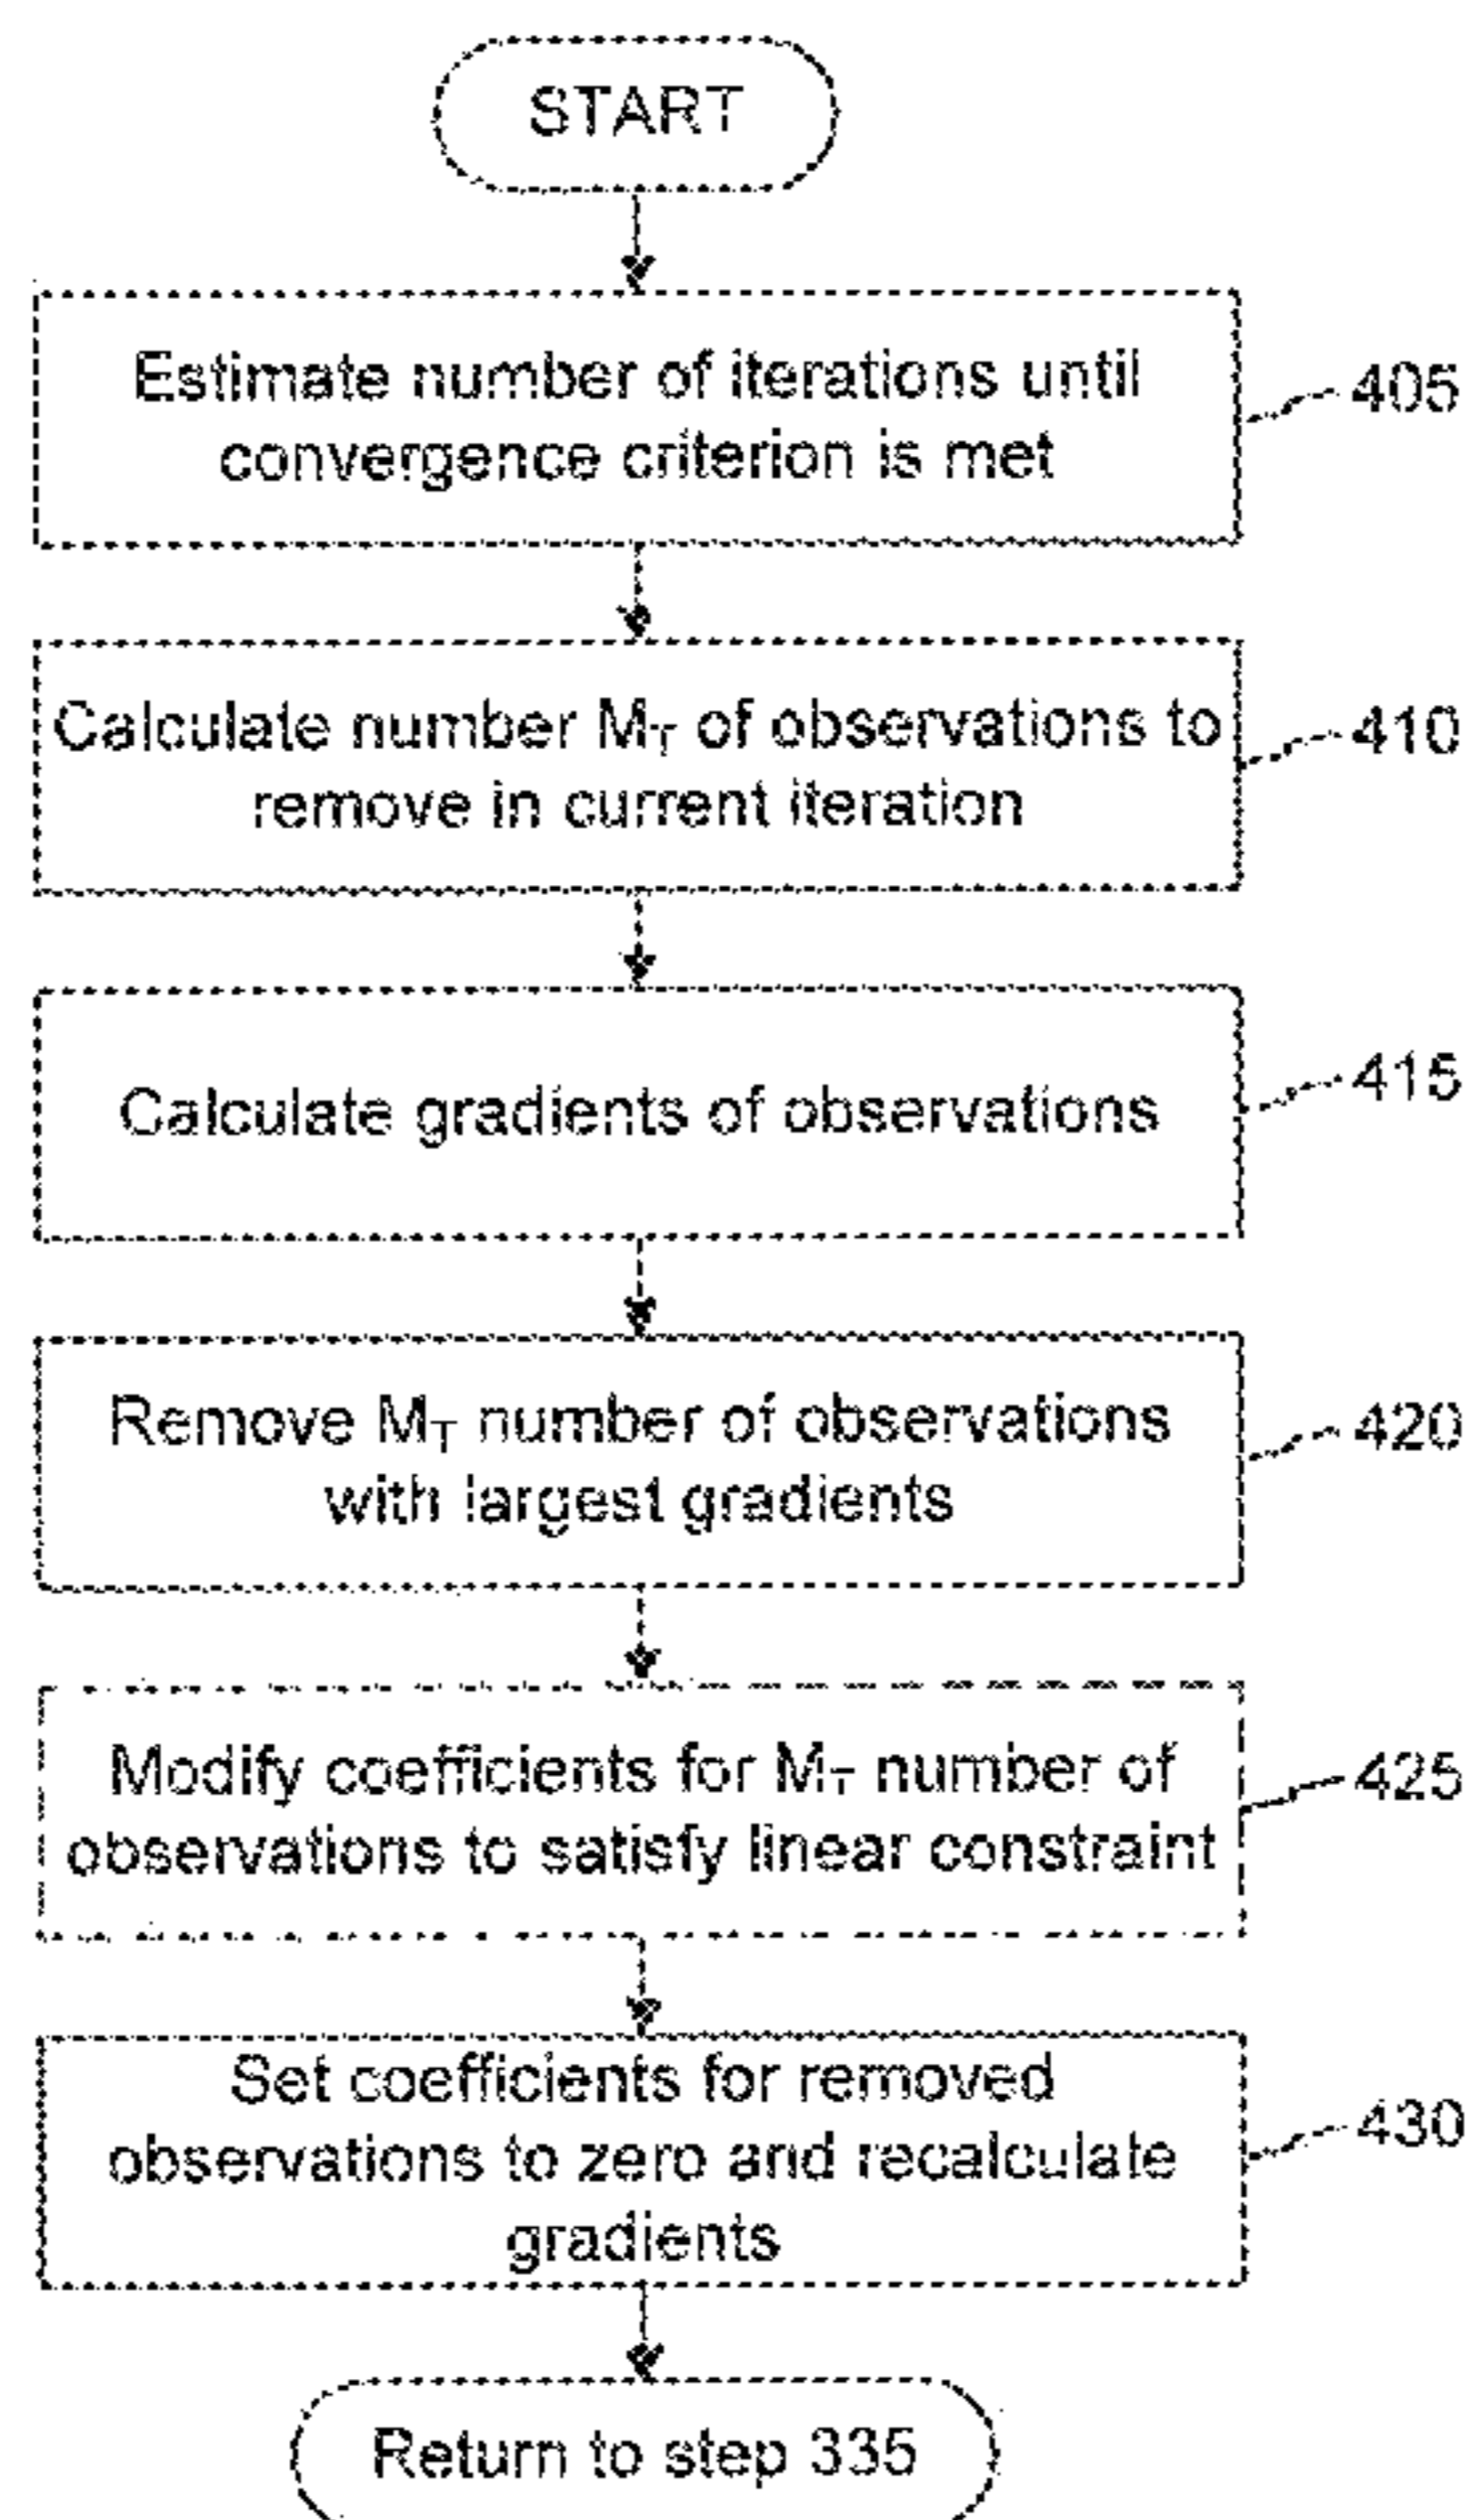 START
Estimate number of iterations until
convergence criterion is met
405
Calculate number M_T of observations to
remove in current iteration
410
Calculate gradients of observations
415
Remove M_T number of observations
with largest gradients
420
Modify coefficients for M_T number of
observations to satisfy linear constraint
425
Set coefficients for removed
observations to zero and recalculate
gradients
430
Return to step 335